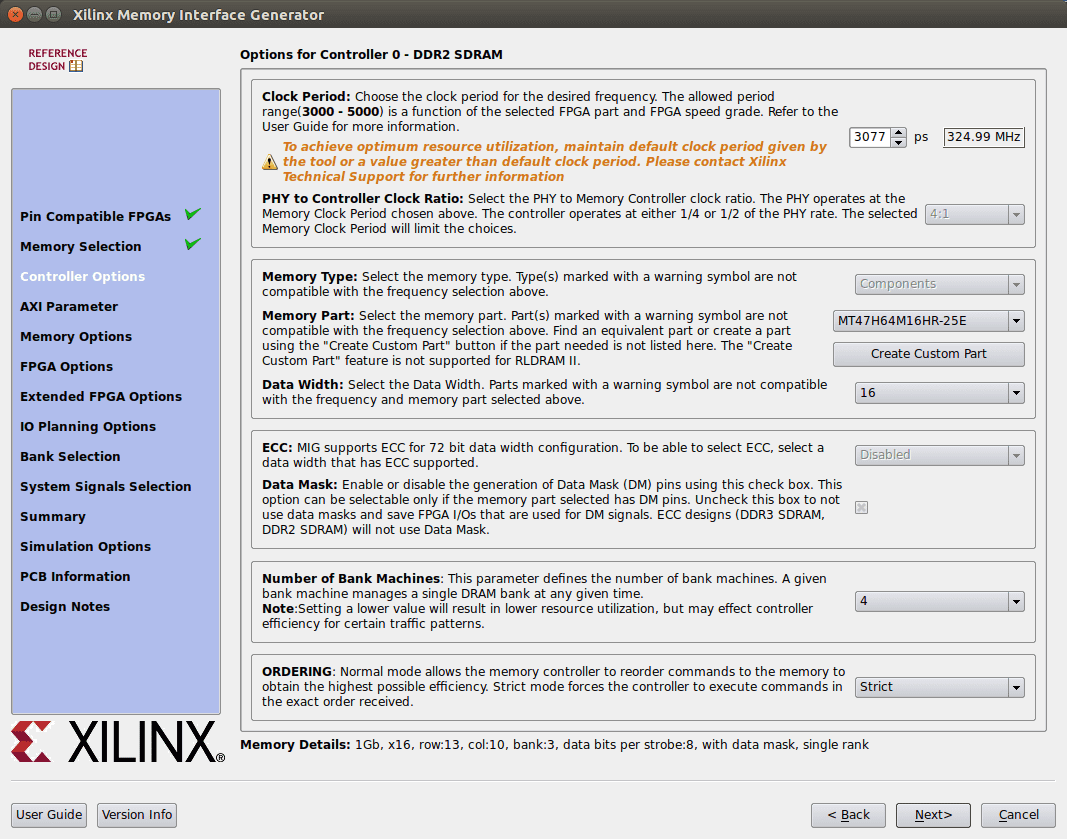 Xilinx Memory Interface Generator
REFERENCE
DESIGN
Pin Compatible FPGAs
Memory Selection
Controller Options
AXI Parameter
Memory Options
FPGA Options
Extended FPGA Options
IO Planning Options
Bank Selection
System Signals Selection
Summary
Simulation Options
PCB Information
Design Notes
XILINX®
Options for Controller 0 - DDR2 SDRAM
Clock Period: Choose the clock period for the desired frequency. The allowed period
range(3000 - 5000) is a function of the selected FPGA part and FPGA speed grade. Refer to the
User Guide for more information.
3077 ps 324.99 MHz
To achieve optimum resource utilization, maintain default clock period given by
the tool or a value greater than default clock period. Please contact Xilinx
Technical Support for further information
PHY to Controller Clock Ratio: Select the PHY to Memory Controller clock ratio. The PHY operates at the
Memory Clock Period chosen above. The controller operates at either 1/4 or 1/2 of the PHY rate. The selected
Memory Clock Period will limit the choices.
4:1
Memory Type: Select the memory type. Type(s) marked with a warning symbol are not
compatible with the frequency selection above.
Components
Memory Part: Select the memory part. Part(s) marked with a warning symbol are not
compatible with the frequency selection above. Find an equivalent part or create a part
using the "Create Custom Part" button if the part needed is not listed here. The "Create
Custom Part" feature is not supported for RLDRAM II.
MT47H64M16HR-25E
Create Custom Part
Data Width: Select the Data Width. Parts marked with a warning symbol are not compatible
with the frequency and memory part selected above.
16
ECC: MIG supports ECC for 72 bit data width configuration. To be able to select ECC, select a
data width that has ECC supported.
Disabled
Data Mask: Enable or disable the generation of Data Mask (DM) pins using this check box. This
option can be selectable only if the memory part selected has DM pins. Uncheck this box to not
use data masks and save FPGA I/Os that are used for DM signals. ECC designs (DDR3 SDRAM,
DDR2 SDRAM) will not use Data Mask.
Number of Bank Machines: This parameter defines the number of bank machines. A given
bank machine manages a single DRAM bank at any given time.
Note:Setting a lower value will result in lower resource utilization, but may effect controller
efficiency for certain traffic patterns.
4
ORDERING: Normal mode allows the memory controller to reorder commands to the memory to
obtain the highest possible efficiency. Strict mode forces the controller to execute commands in
the exact order received.
Strict
Memory Details: 1Gb, x16, row:13, col:10, bank:3, data bits per strobe:8, with data mask, single rank
User Guide
Version Info
< Back
Next>
Cancel